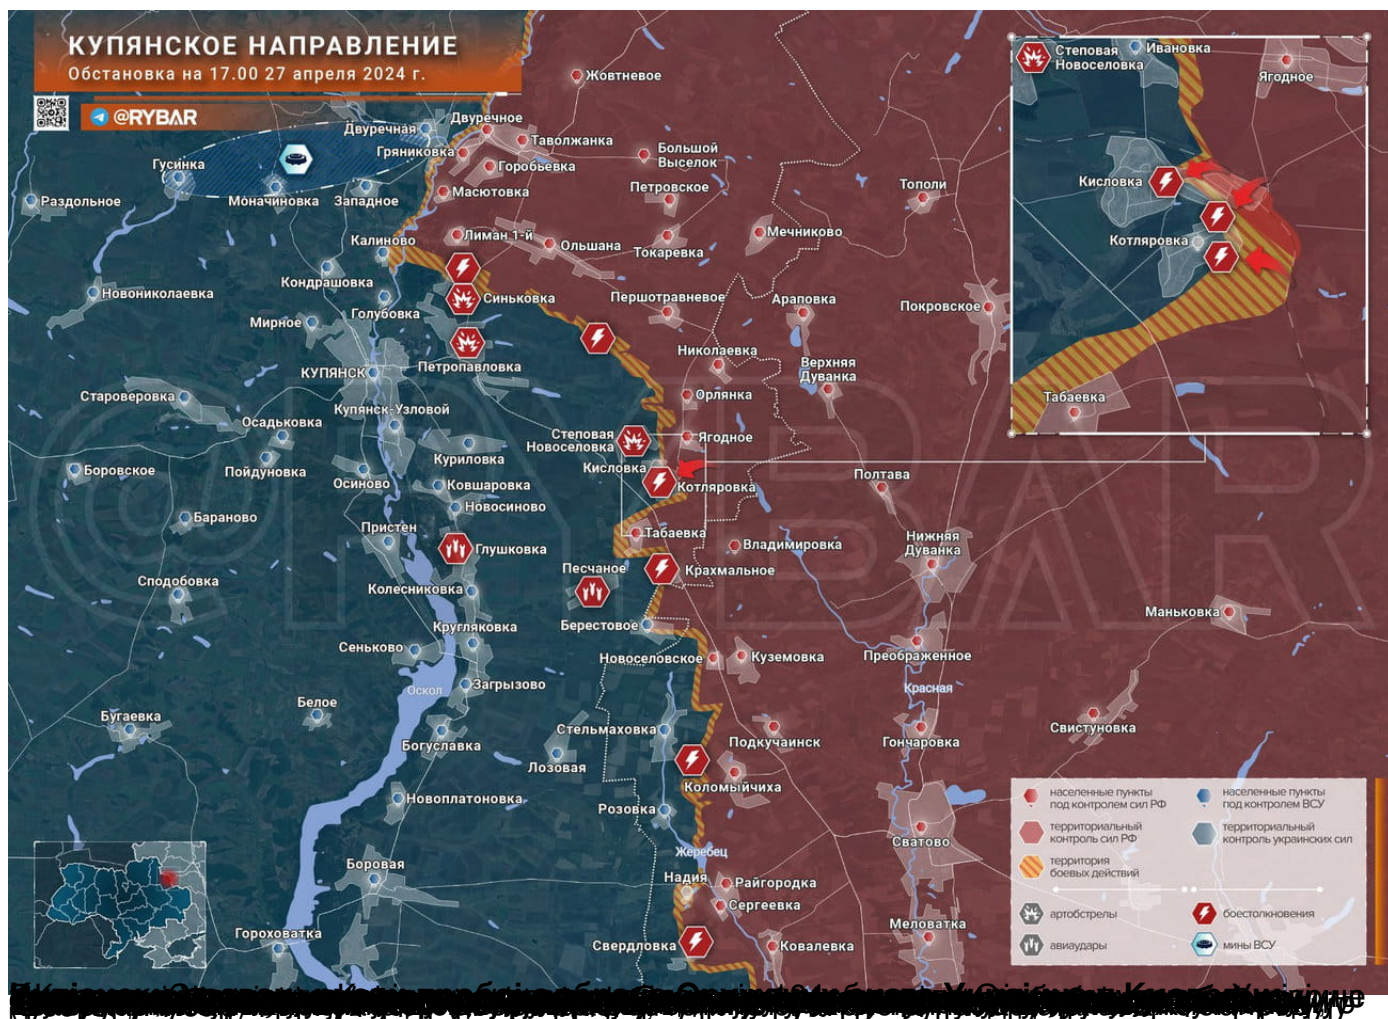 КУПЯНСКОЕ НАПРАВЛЕНИЕ
Обстановка на 17.00 27 апреля 2024 г.
@RYBAR
Жовтневое
Двуречная
Двуречное
Таволжанка
Гряниковка
Большой
Выселок
Гусинка
Горобьевка
Раздольное
Моначиновка
Западное
Масютовка
Петровское
Тополи
Калиново
Лиман 1-й
Ольшана
Токаревка
Мечниково
Кондрашовка
Новониколаевка
Голубовка
Синьковка
Першотравневое
Араповка
Покровское
Мирное
Николаевка
КУПЯНСК
Петропавловка
Верхняя
Дуванка
Староверовка
Орлянка
Купянск-Узловой
Осадьковка
Степовая
Новоселовка
Ягодное
Боровское
Пойдуновка
Куриловка
Кисловка
Осиново
Ковшаровка
Котляровка
Полтава
Новосиново
Бараново
Пристен
Табаевка
Владимировка
Нижняя
Дуванка
Глушковка
Песчаное
Крахмальное
Сподобовка
Колесниковка
Маньковка
Берестовое
Кругляковка
Сеньково
Новоселовское
Куземовка
Преображенное
Оскол
Загрызово
Красная
Белое
Бугаевка
Стельмаховка
Свистуновка
Богуславка
Подкучаинск
Гончаровка
Лозовая
Коломыйчиха
Новоплатоновка
Розовка
Сватово
Жеребец
Боровая
Надия
Райгородка
Сергеевка
Гороховатка
Свердловка
Ковалевка
Меловатка
Степовая
Новоселовка
Ивановка
Ягодное
Кисловка
Котляровка
Табаевка
населенные пункты
под контролем сил РФ
населенные пункты
под контролем ВСУ
территориальный
контроль сил РФ
территориальный
контроль украинских сил
территория
боевых действий
артобстрелы
боестолкновения
авиаудары
мины ВСУ
@RYBAR